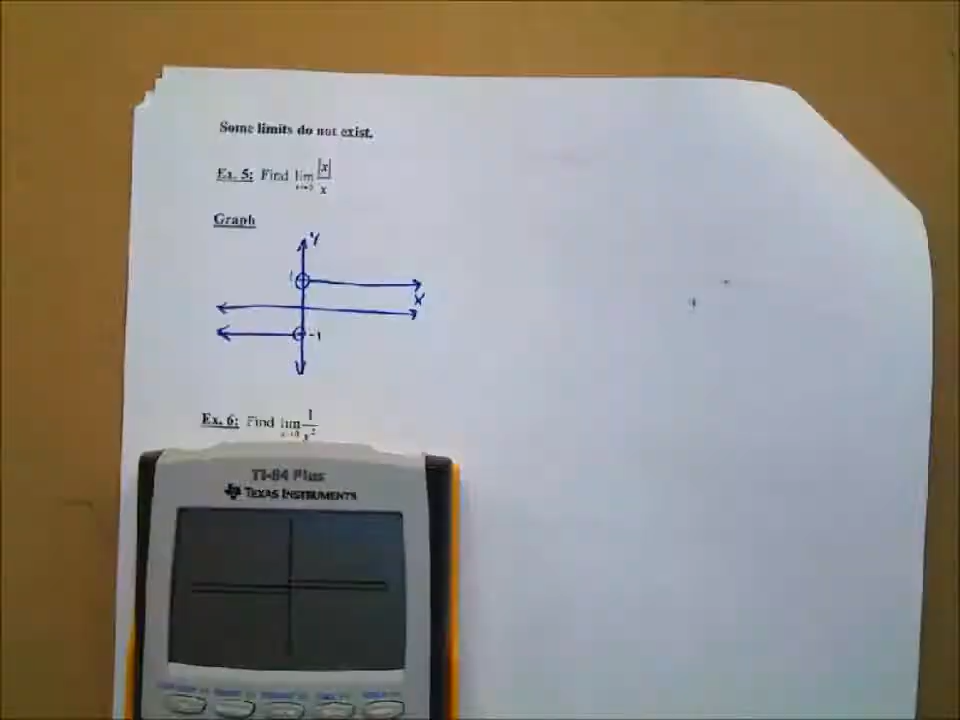 Some limits do not exist.
Ex. 5: Find lim |x|/x
x→0
Graph
Y
1
X
-1
Ex. 6: Find lim 1/x²
x→0
TI-84 Plus
TEXAS INSTRUMENTS